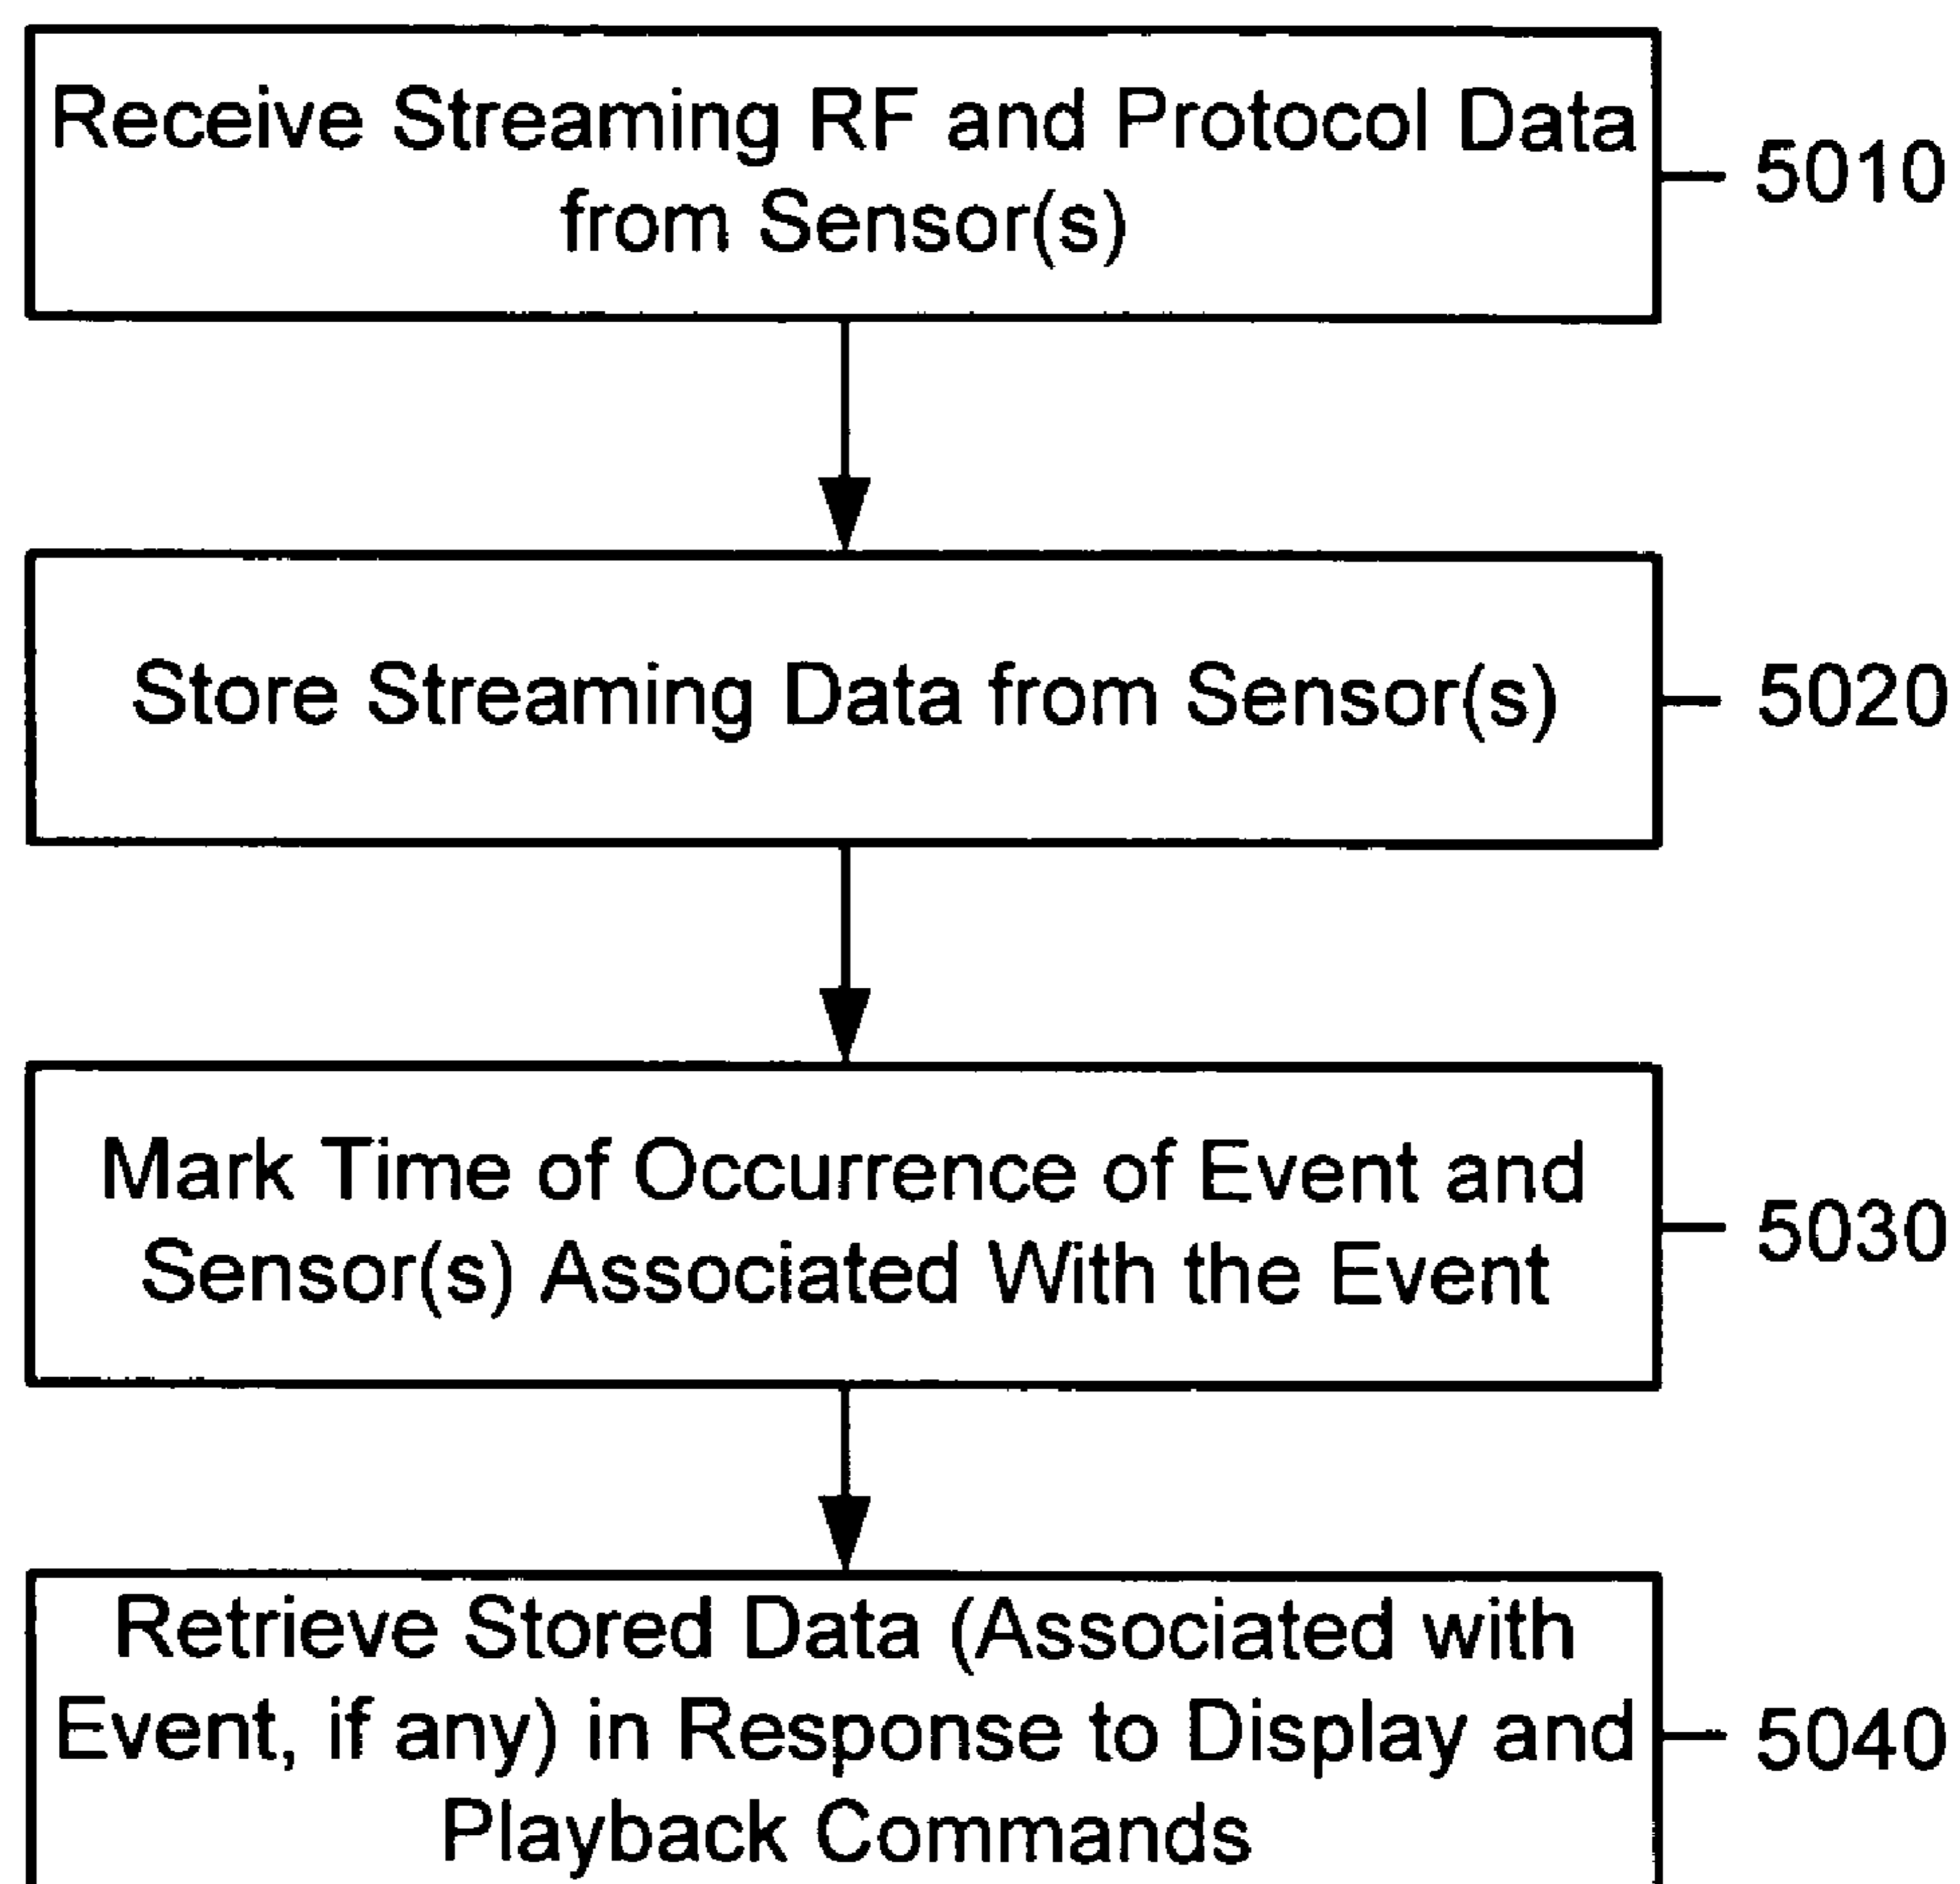 Receive Streaming RF and Protocol Data
from Sensor(s)
5010
Store Streaming Data from Sensor(s)
5020
Mark Time of Occurrence of Event and
Sensor(s) Associated With the Event
5030
Retrieve Stored Data (Associated with
Event, if any) in Response to Display and
Playback Commands
5040